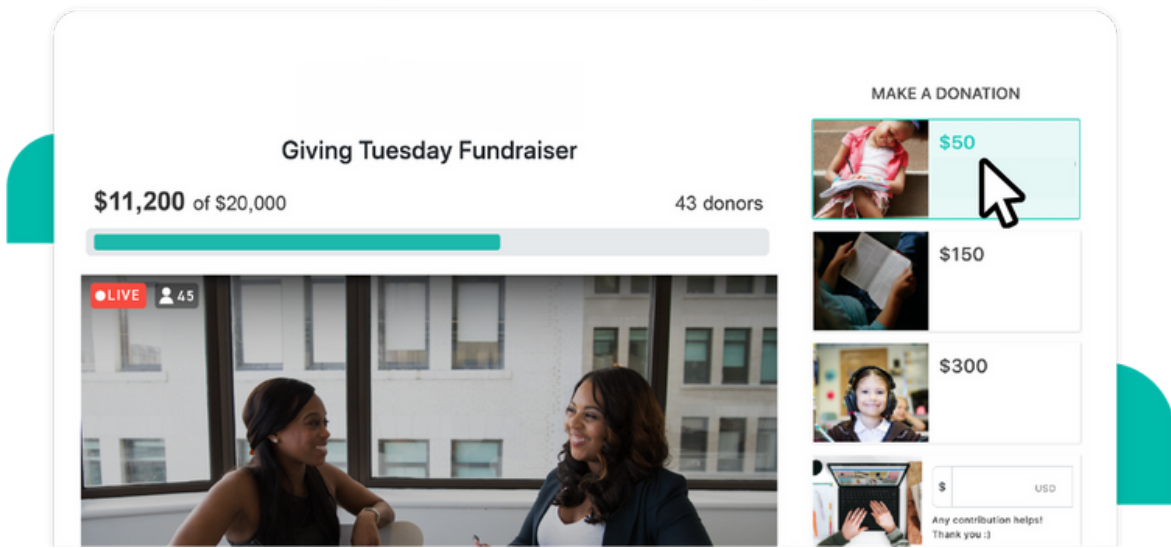 Giving Tuesday Fundraiser
$11,200 of $20,000
43 donors
LIVE
45
MAKE A DONATION
$50
$150
$300
$ USD
Any contribution helps!
Thank you :)